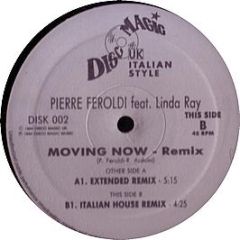 DISCO MAGIC
UK
ITALIAN
STYLE
PIERRE FEROLDI feat. Linda Ray
DISK 002
THIS SIDE
B
45 RPM
MOVING NOW - Remix
OTHER SIDE A
A1. EXTENDED REMIX - 5:15
THIS SIDE B
B1. ITALIAN HOUSE REMIX - 4:25